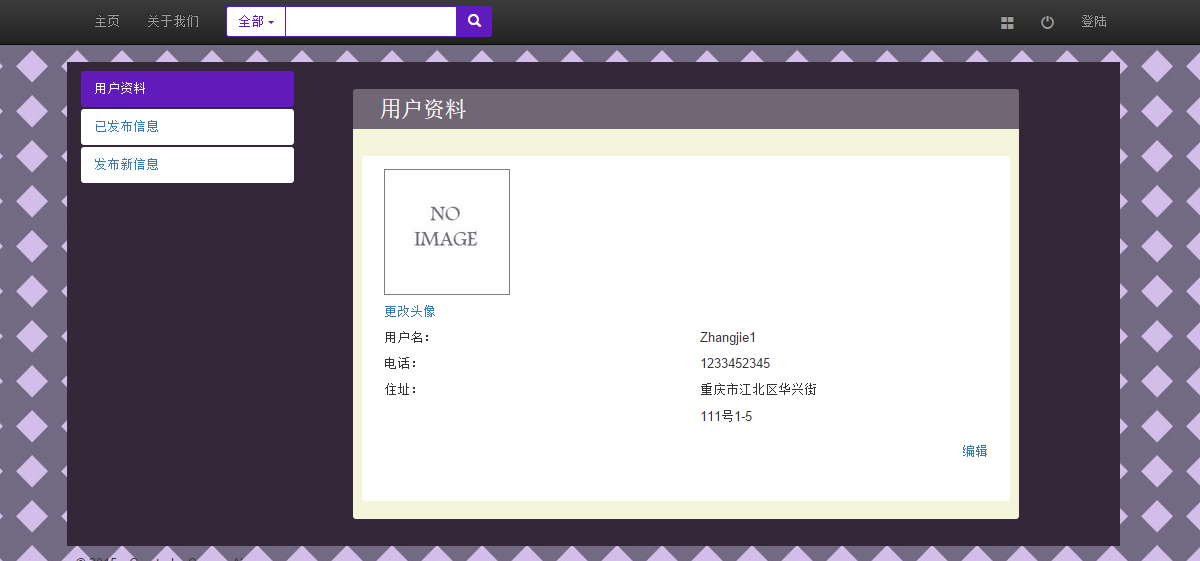 主页 关于我们 全部 登陆
用户资料
已发布信息
发布新信息
用户资料
NO
IMAGE
更改头像
用户名： Zhangjie1
电话： 1233452345
住址： 重庆市江北区华兴街
111号1-5
编辑
© 2015